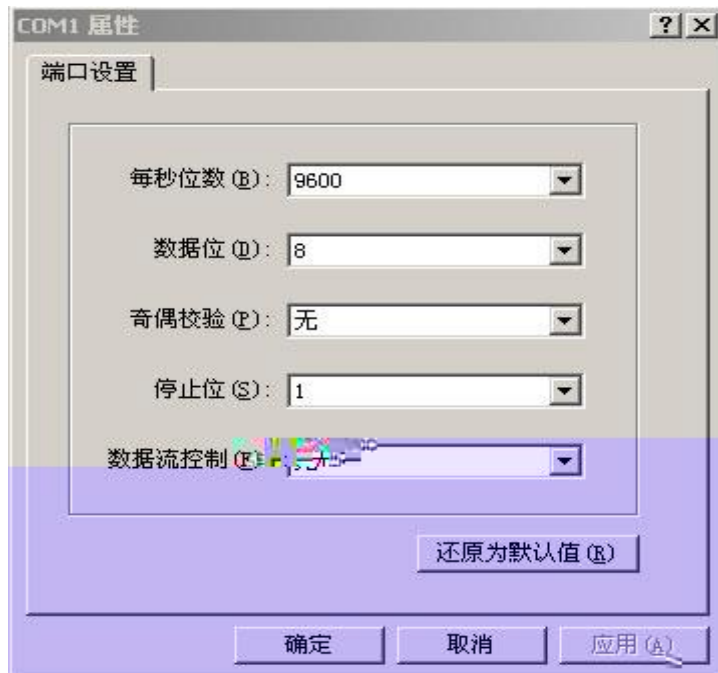 COM1 属性
端口设置
每秒位数(B): 9600
数据位(D): 8
奇偶校验(P): 无
停止位(S): 1
数据流控制(F):
还原为默认值(R)
确定 取消 应用(A)